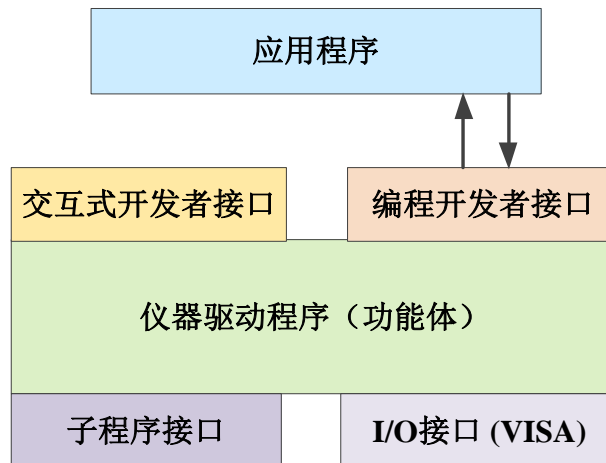 应用程序
交互式开发者接口
编程开发者接口
仪器驱动程序（功能体）
子程序接口
I/O接口 (VISA)